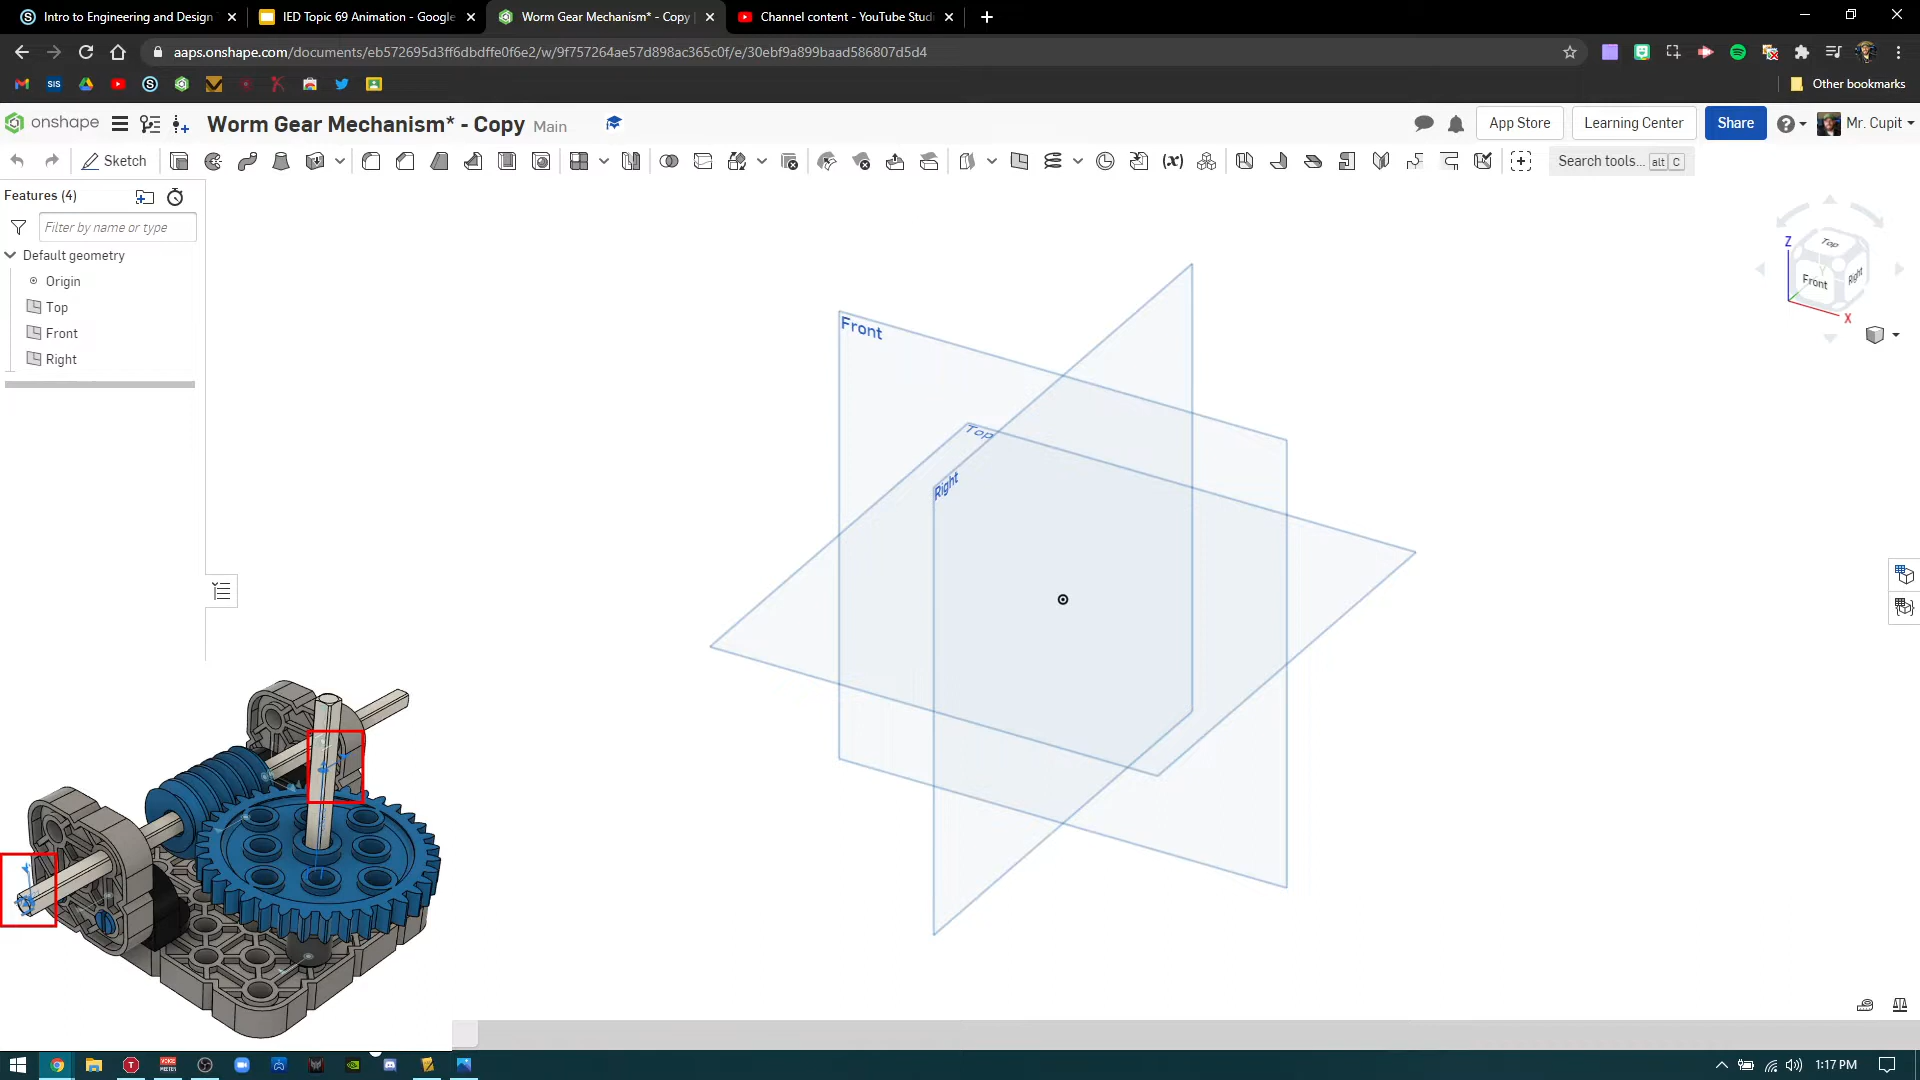 Intro to Engineering and Design
IED Topic 69 Animation - Google
Worm Gear Mechanism* - Copy
Channel content - YouTube Studi
aaps.onshape.com/documents/eb572695d3ff6dbdffe0f6e2/w/9f757264ae57d898ac365c0f/e/30ebf9a899baad586807d5d4
SIS
Other bookmarks
onshape
Worm Gear Mechanism* - Copy Main
App Store
Learning Center
Share
Mr. Cupit
Sketch
(x)
Search tools... alt C
Features (4)
Filter by name or type
Default geometry
Origin
Top
Front
Right
Front
Top
Right
Top
Front
Right
Z
Y
X
1:17 PM